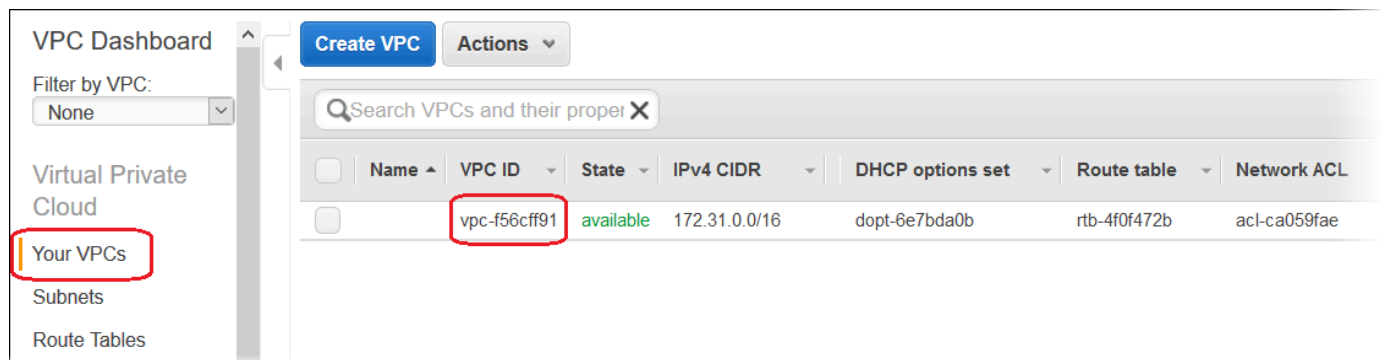 VPC Dashboard
Filter by VPC:
None
Virtual Private
Cloud
Your VPCs
Subnets
Route Tables
Create VPC Actions
Search VPCs and their proper
Name VPC ID State IPv4 CIDR DHCP options set Route table Network ACL
vpc-f56cff91 available 172.31.0.0/16 dopt-6e7bda0b rtb-4f0f472b acl-ca059fae